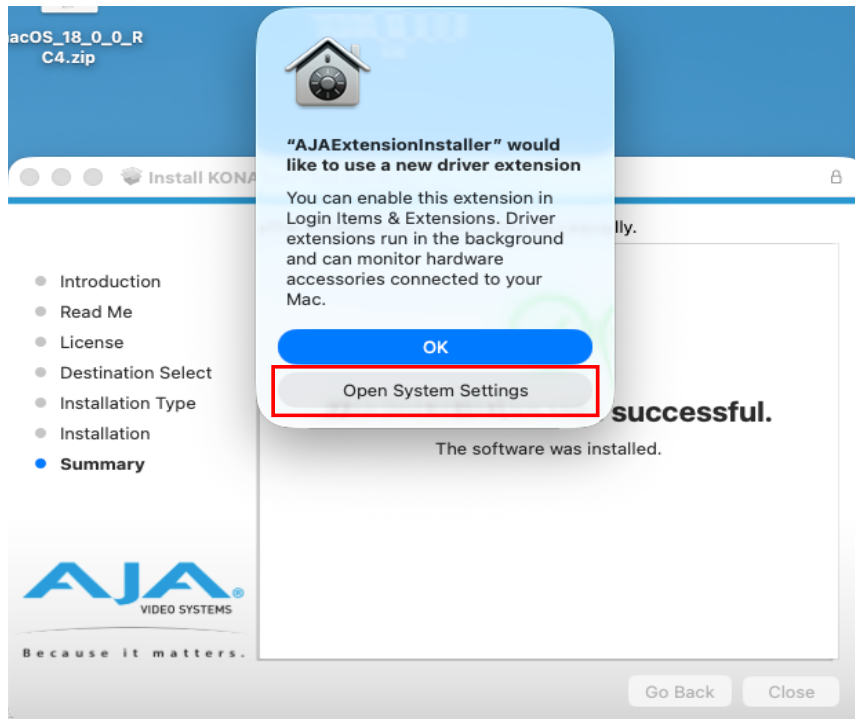 acOS_18_0_0_R
C4.zip
"AJAExtensionInstaller" would
like to use a new driver extension
You can enable this extension in
Login Items & Extensions. Driver
extensions run in the background
and can monitor hardware
accessories connected to your
Mac.
OK
Open System Settings
Install KONA
lly.
Introduction
Read Me
License
Destination Select
Installation Type
Installation
Summary
successful.
The software was installed.
AJA®
VIDEO SYSTEMS
Because it matters.
Go Back
Close